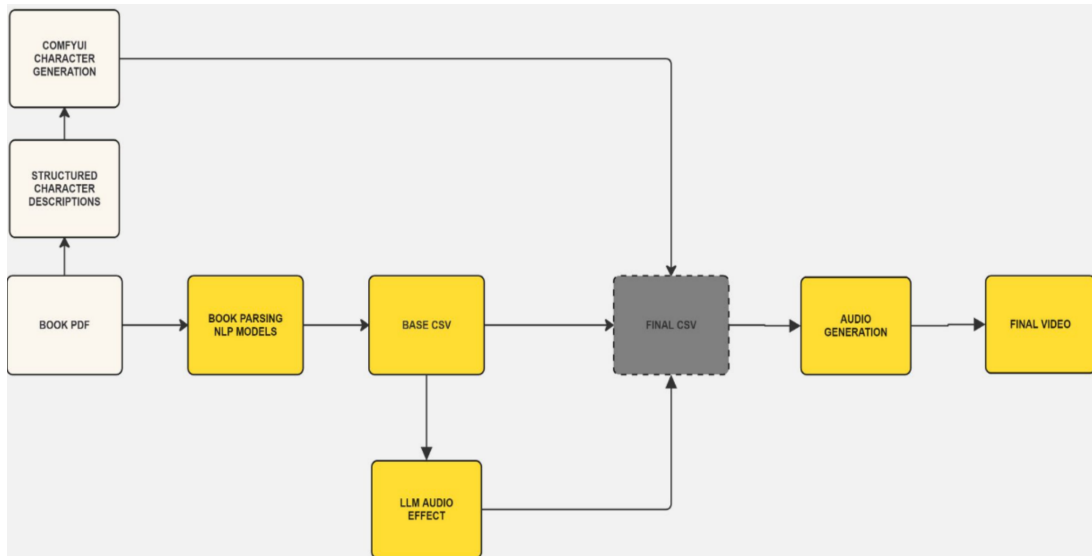 COMFYUI
CHARACTER
GENERATION
STRUCTURED
CHARACTER
DESCRIPTIONS
BOOK PDF
BOOK PARSING
NLP MODELS
BASE CSV
FINAL CSV
AUDIO
GENERATION
FINAL VIDEO
LLM AUDIO
EFFECT